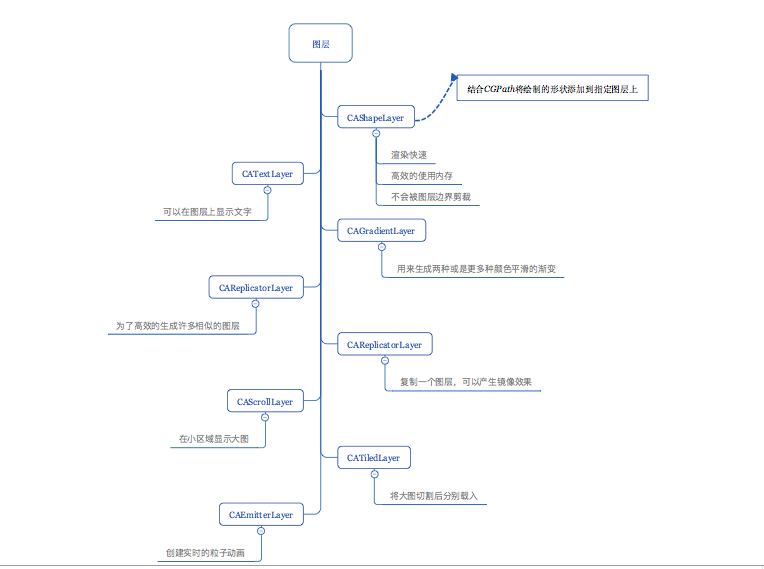 图层
结合CGPath将绘制的形状添加到指定图层上
CAShapeLayer
渲染快速
高效的使用内存
不会被图层边界剪裁
CATextLayer
可以在图层上显示文字
CAGradientLayer
用来生成两种或是更多种颜色平滑的渐变
CAReplicatorLayer
为了高效的生成许多相似的图层
CAReplicatorLayer
复制一个图层，可以产生镜像效果
CAScrollLayer
在小区域显示大图
CATiledLayer
将大图切割后分别载入
CAEmitterLayer
创建实时的粒子动画